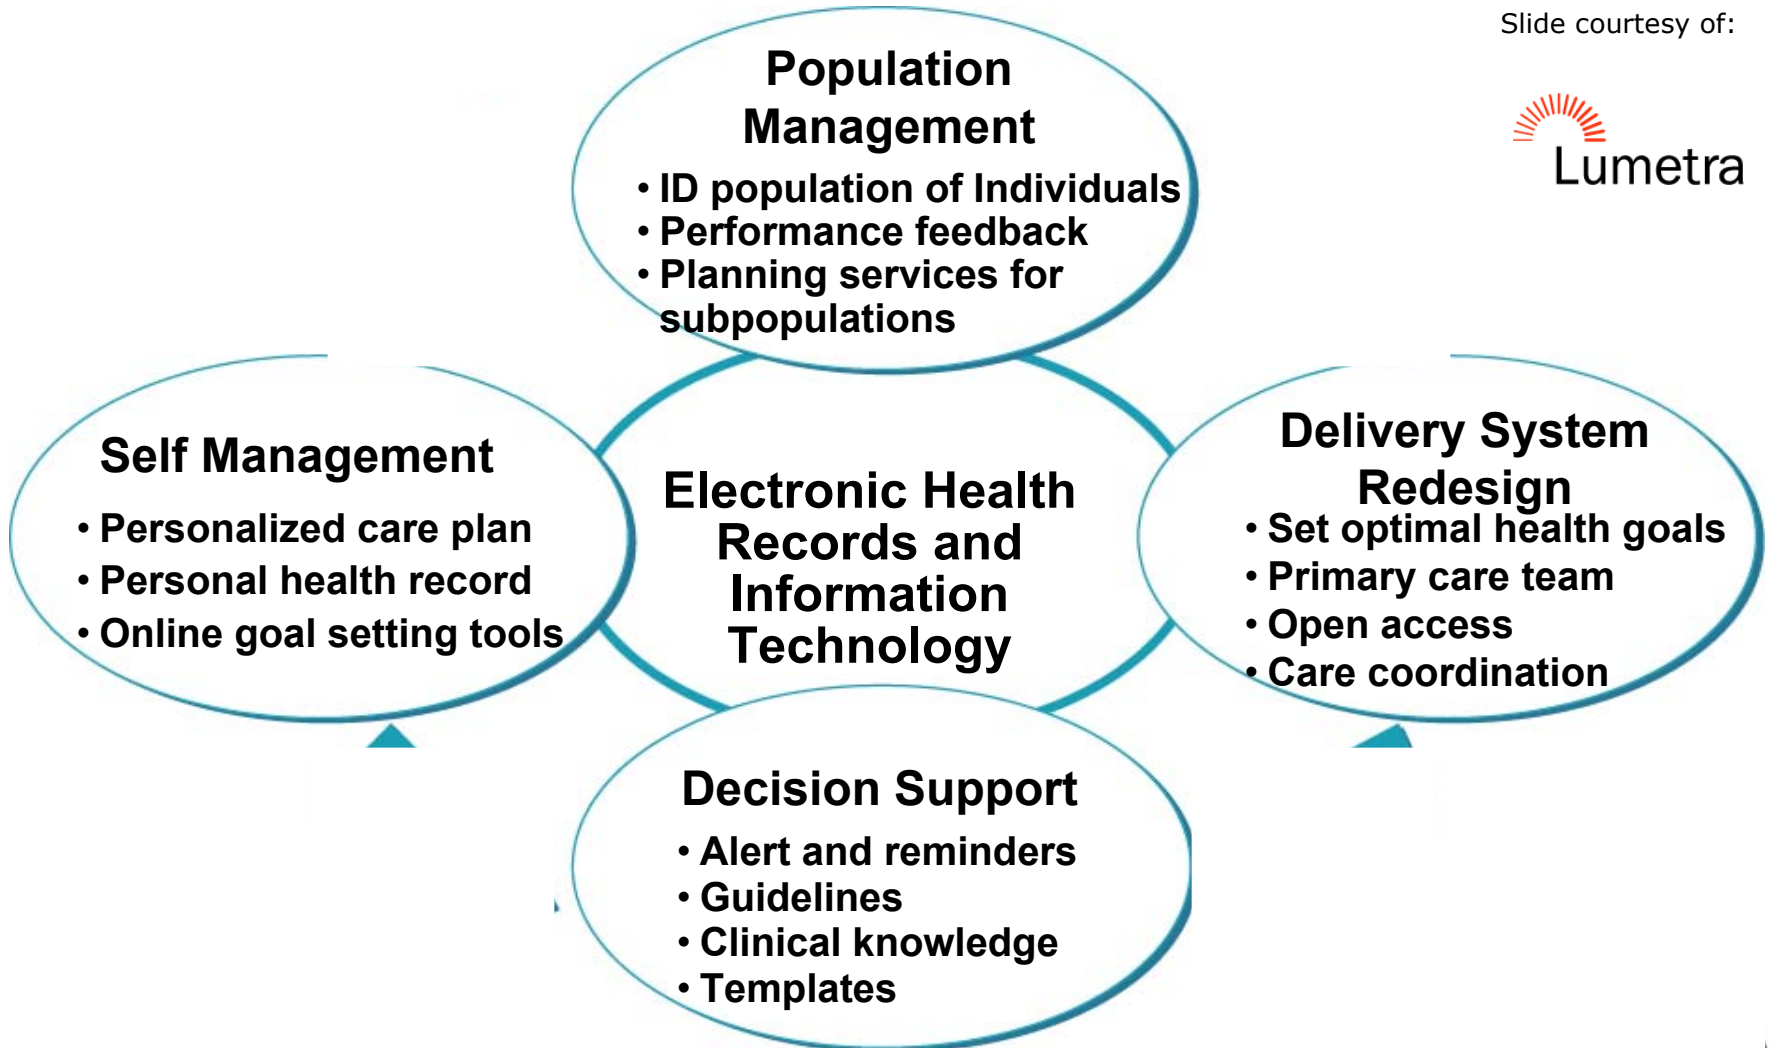 Slide courtesy of:
Lumetra
Population
Management
• ID population of Individuals
• Performance feedback
• Planning services for
subpopulations
Self Management
• Personalized care plan
• Personal health record
• Online goal setting tools
Electronic Health
Records and
Information
Technology
Delivery System
Redesign
• Set optimal health goals
• Primary care team
• Open access
• Care coordination
Decision Support
• Alert and reminders
• Guidelines
• Clinical knowledge
• Templates